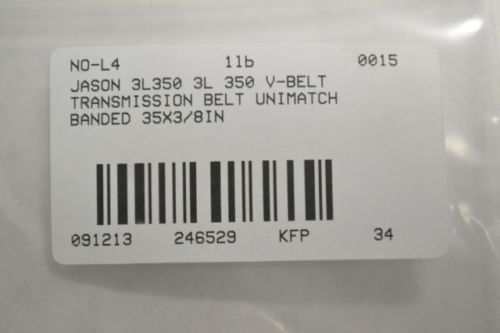 NO-L4 1lb 0015
JASON 3L350 3L 350 V-BELT
TRANSMISSION BELT UNIMATCH
BANDED 35X3/8IN
091213 246529 KFP 34